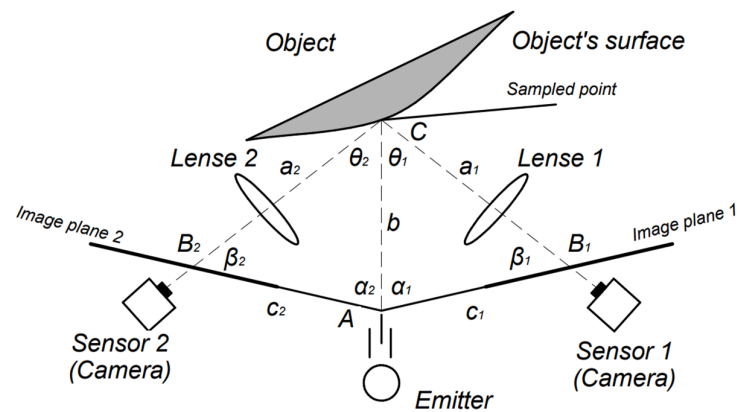 Object
Object's surface
Sampled point
C
Lense 2
a₂
θ₂
θ₁
a₁
Lense 1
Image plane 2
B₂
β₂
b
β₁
B₁
Image plane 1
α₂
α₁
c₂
A
c₁
Sensor 2
(Camera)
Sensor 1
(Camera)
Emitter